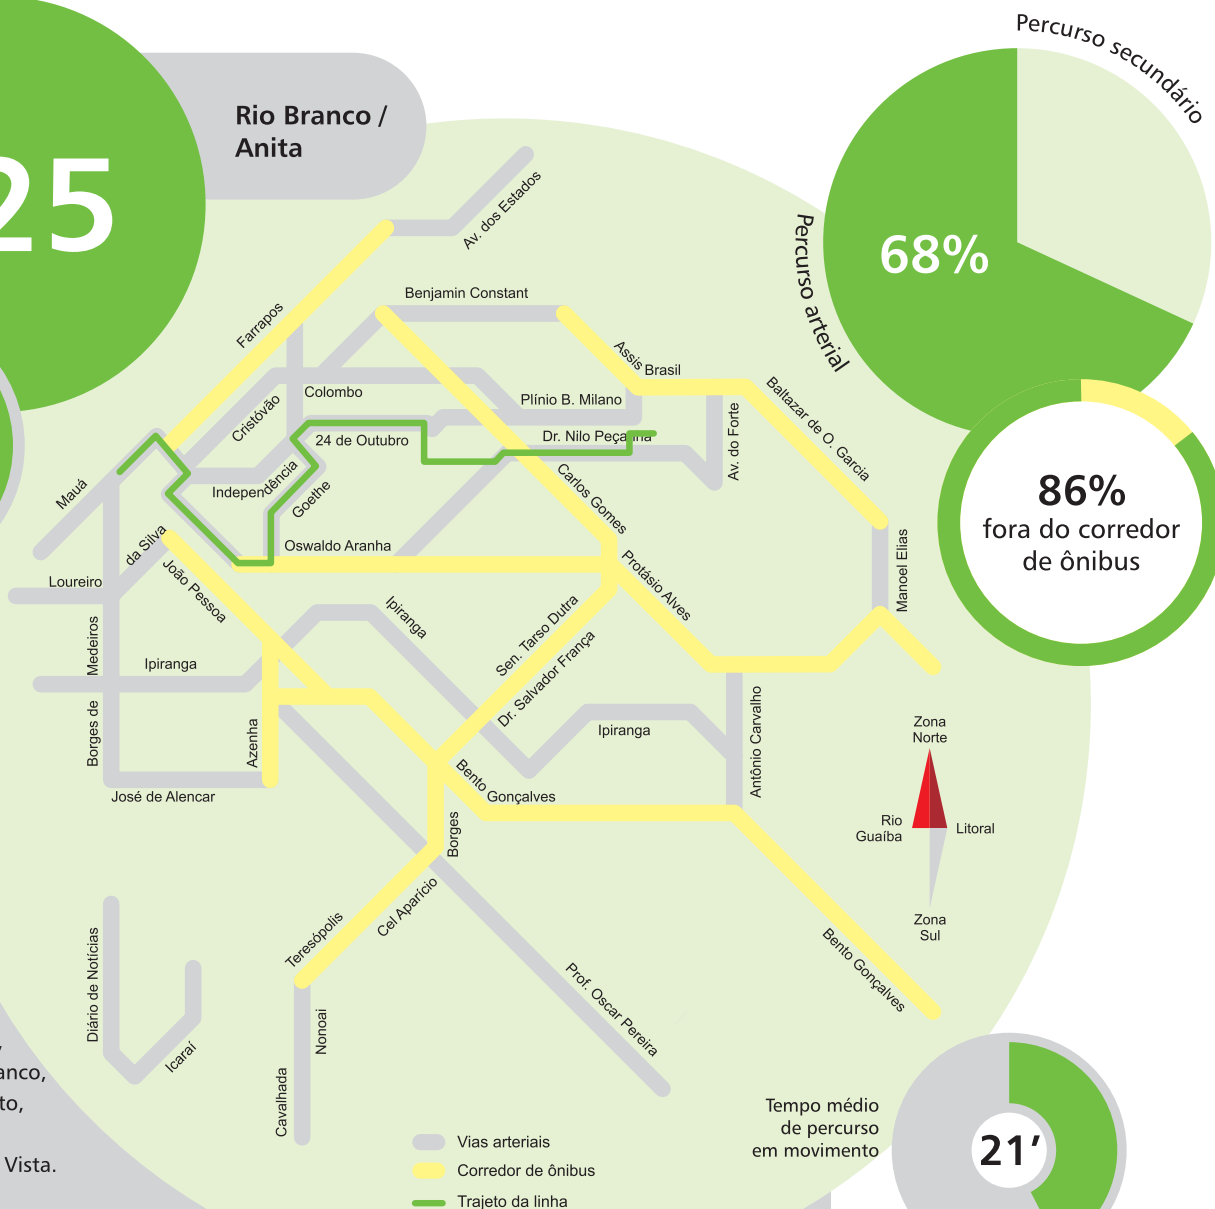 25
Rio Branco /
Anita
Percurso secundário
Percurso arterial
68%
86%
fora do corredor
de ônibus
Av. dos Estados
Farrapos
Benjamin Constant
Assis
Brasil
Baltazar de O. Garcia
Colombo
Cristóvão
Plínio B. Milano
24 de Outubro
Dr. Nilo Peçanha
Av. do Forte
Carlos Gomes
Mauá
Independência
Goethe
Oswaldo Aranha
da Silva
Loureiro
João Pessoa
Protásio Alves
Manoel Elias
Ipiranga
Sen. Tarso Dutra
Dr. Salvador França
Medeiros
Borges de
Ipiranga
Azenha
Ipiranga
Antônio Carvalho
José de Alencar
Bento
Gonçalves
Borges
Cel Aparício
Teresópolis
Bento Gonçalves
Prof. Oscar Pereira
Diário de Notícias
Icaraí
Nonoai
Cavalhada
Zona
Norte
Rio
Guaíba
Litoral
Zona
Sul
anco,
to,
Vista.
Vias arteriais
Corredor de ônibus
Trajeto da linha
Tempo médio
de percurso
em movimento
21’